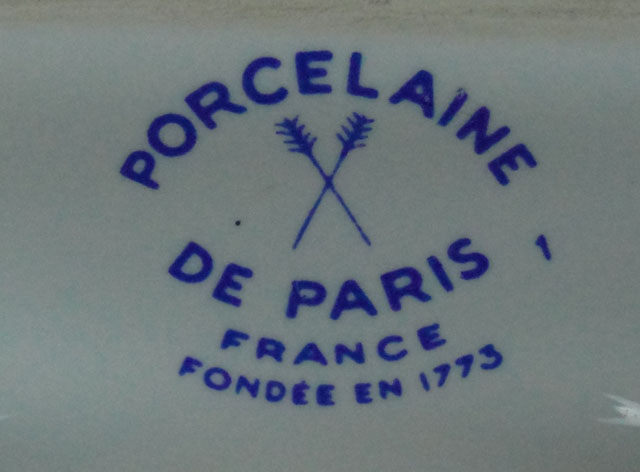 PORCELAINE
DE PARIS 1
FRANCE
FONDÉE EN 1773